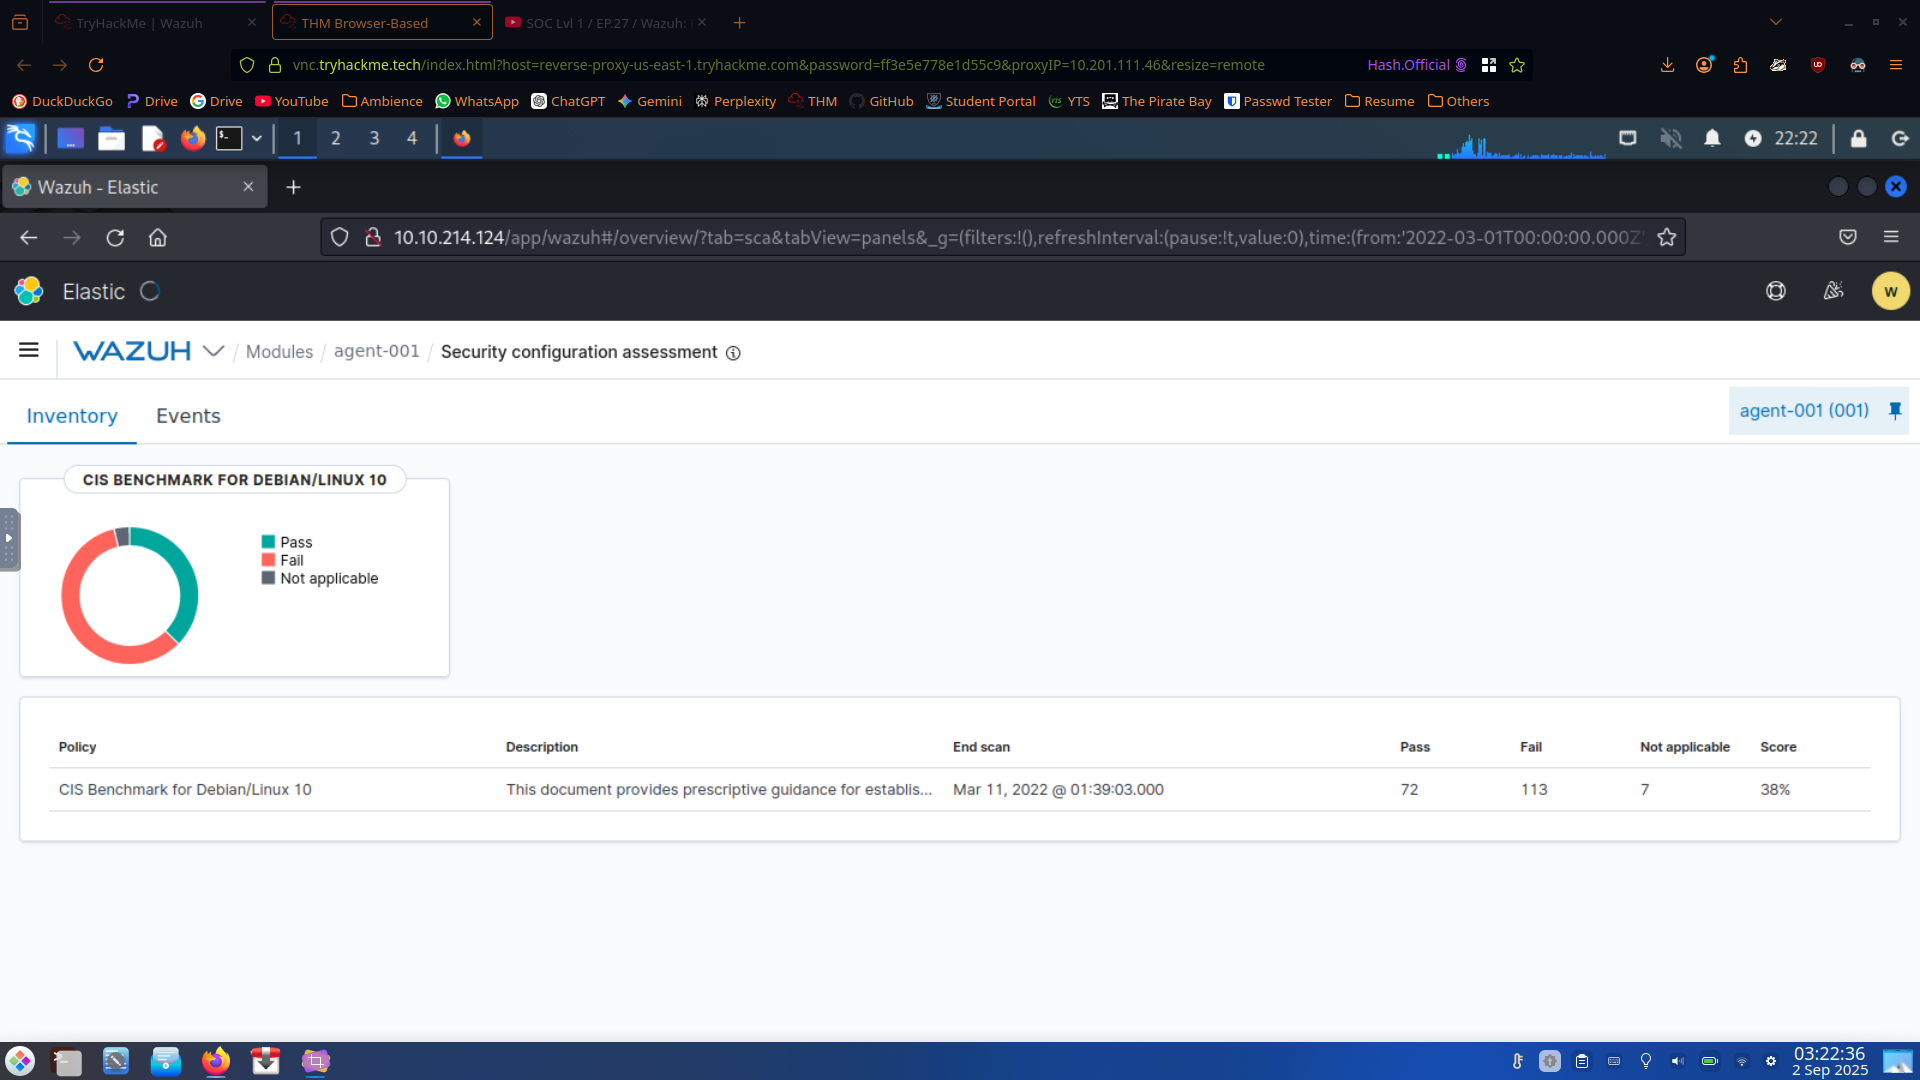 TryHackMe | Wazuh
THM Browser-Based
SOC Lvl 1 / EP.27 / Wazuh:
vnc.tryhackme.tech/index.html?host=reverse-proxy-us-east-1.tryhackme.com&password=ff3e5e778e1d55c9&proxyIP=10.201.111.46&resize=remote
Hash.Official
DuckDuckGo Drive Drive YouTube Ambience WhatsApp ChatGPT Gemini Perplexity THM GitHub Student Portal YTS The Pirate Bay Passwd Tester Resume Others
1 2 3 4
22:22
Wazuh - Elastic
10.10.214.124/app/wazuh#/overview/?tab=sca&tabView=panels&_g=(filters:!(),refreshInterval:(pause:!t,value:0),time:(from:'2022-03-01T00:00:00.000Z'
Elastic
W
WAZUH / Modules / agent-001 / Security configuration assessment
Inventory Events
agent-001 (001)
CIS BENCHMARK FOR DEBIAN/LINUX 10
Pass
Fail
Not applicable
Policy Description End scan Pass Fail Not applicable Score
CIS Benchmark for Debian/Linux 10 This document provides prescriptive guidance for establis... Mar 11, 2022 @ 01:39:03.000 72 113 7 38%
03:22:36
2 Sep 2025